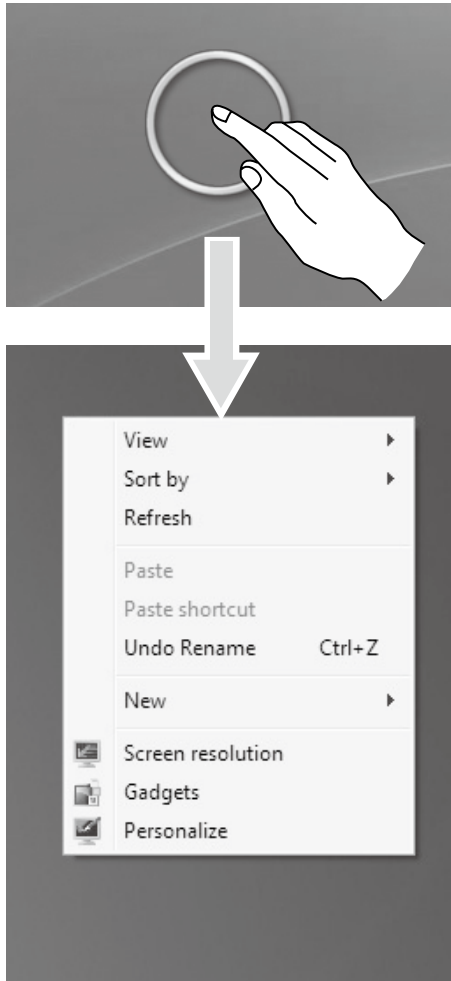 View
Sort by
Refresh
Paste
Paste shortcut
Undo Rename Ctrl+Z
New
Screen resolution
Gadgets
Personalize